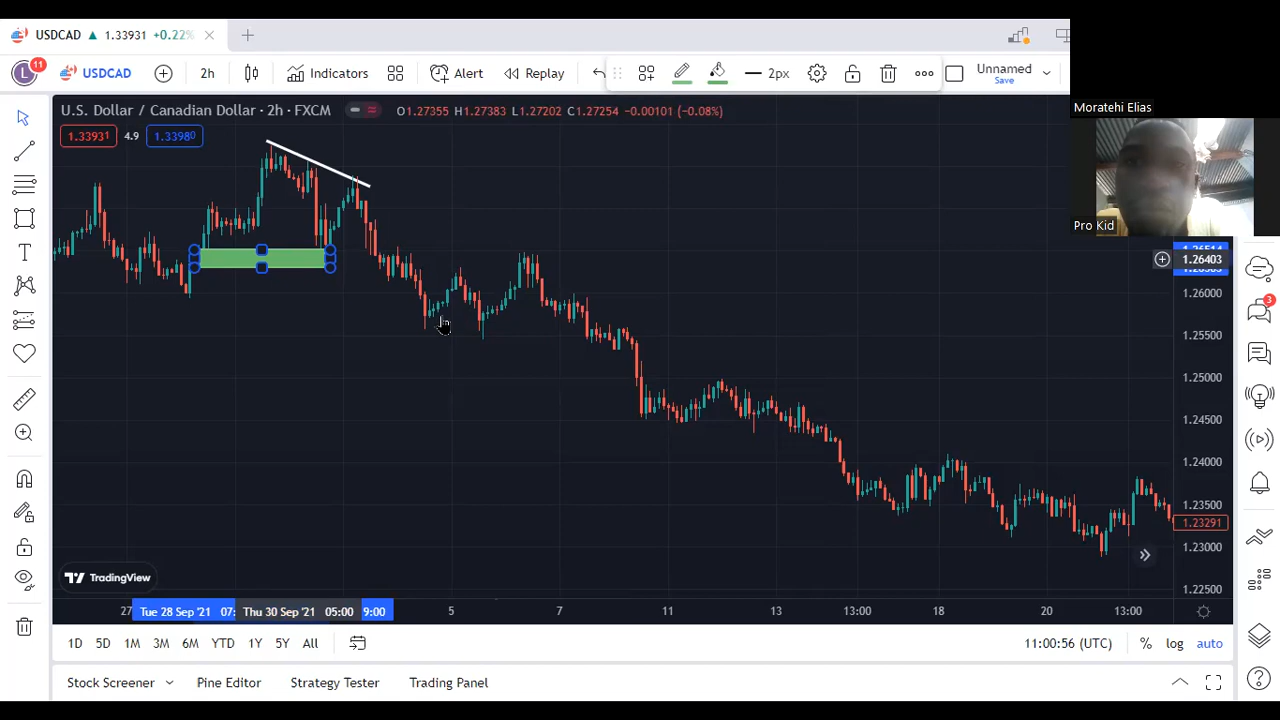 USDCAD 1.33931 +0.22%
11
L
USDCAD
2h
Indicators
Alert
Replay
2px
Unnamed
Save
U.S. Dollar / Canadian Dollar · 2h · FXCM
O1.27355 H1.27383 L1.27202 C1.27254 −0.00101 (−0.08%)
1.33931 4.9 1.33980
Moratehi Elias
Pro Kid
1.26403
1.26000
1.25500
1.25000
1.24500
1.24000
1.23500
1.23291
1.23000
1.22500
3
TradingView
27 Tue 28 Sep '21 07: Thu 30 Sep '21 05:00 9:00 5 7 11 13 13:00 18 20 13:00
1D 5D 1M 3M 6M YTD 1Y 5Y All
11:00:56 (UTC) % log auto
Stock Screener Pine Editor Strategy Tester Trading Panel